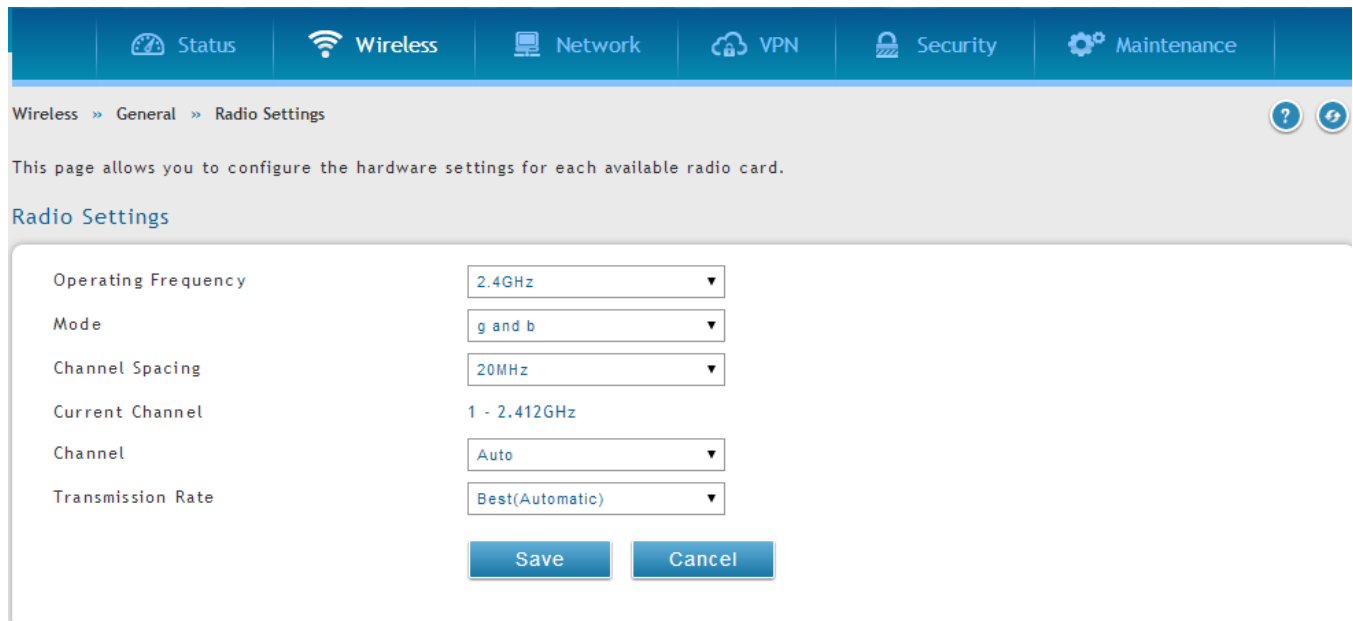 Status Wireless Network VPN Security Maintenance
Wireless » General » Radio Settings
?
This page allows you to configure the hardware settings for each available radio card.
Radio Settings
Operating Frequency 2.4GHz
Mode g and b
Channel Spacing 20MHz
Current Channel 1 - 2.412GHz
Channel Auto
Transmission Rate Best(Automatic)
Save Cancel